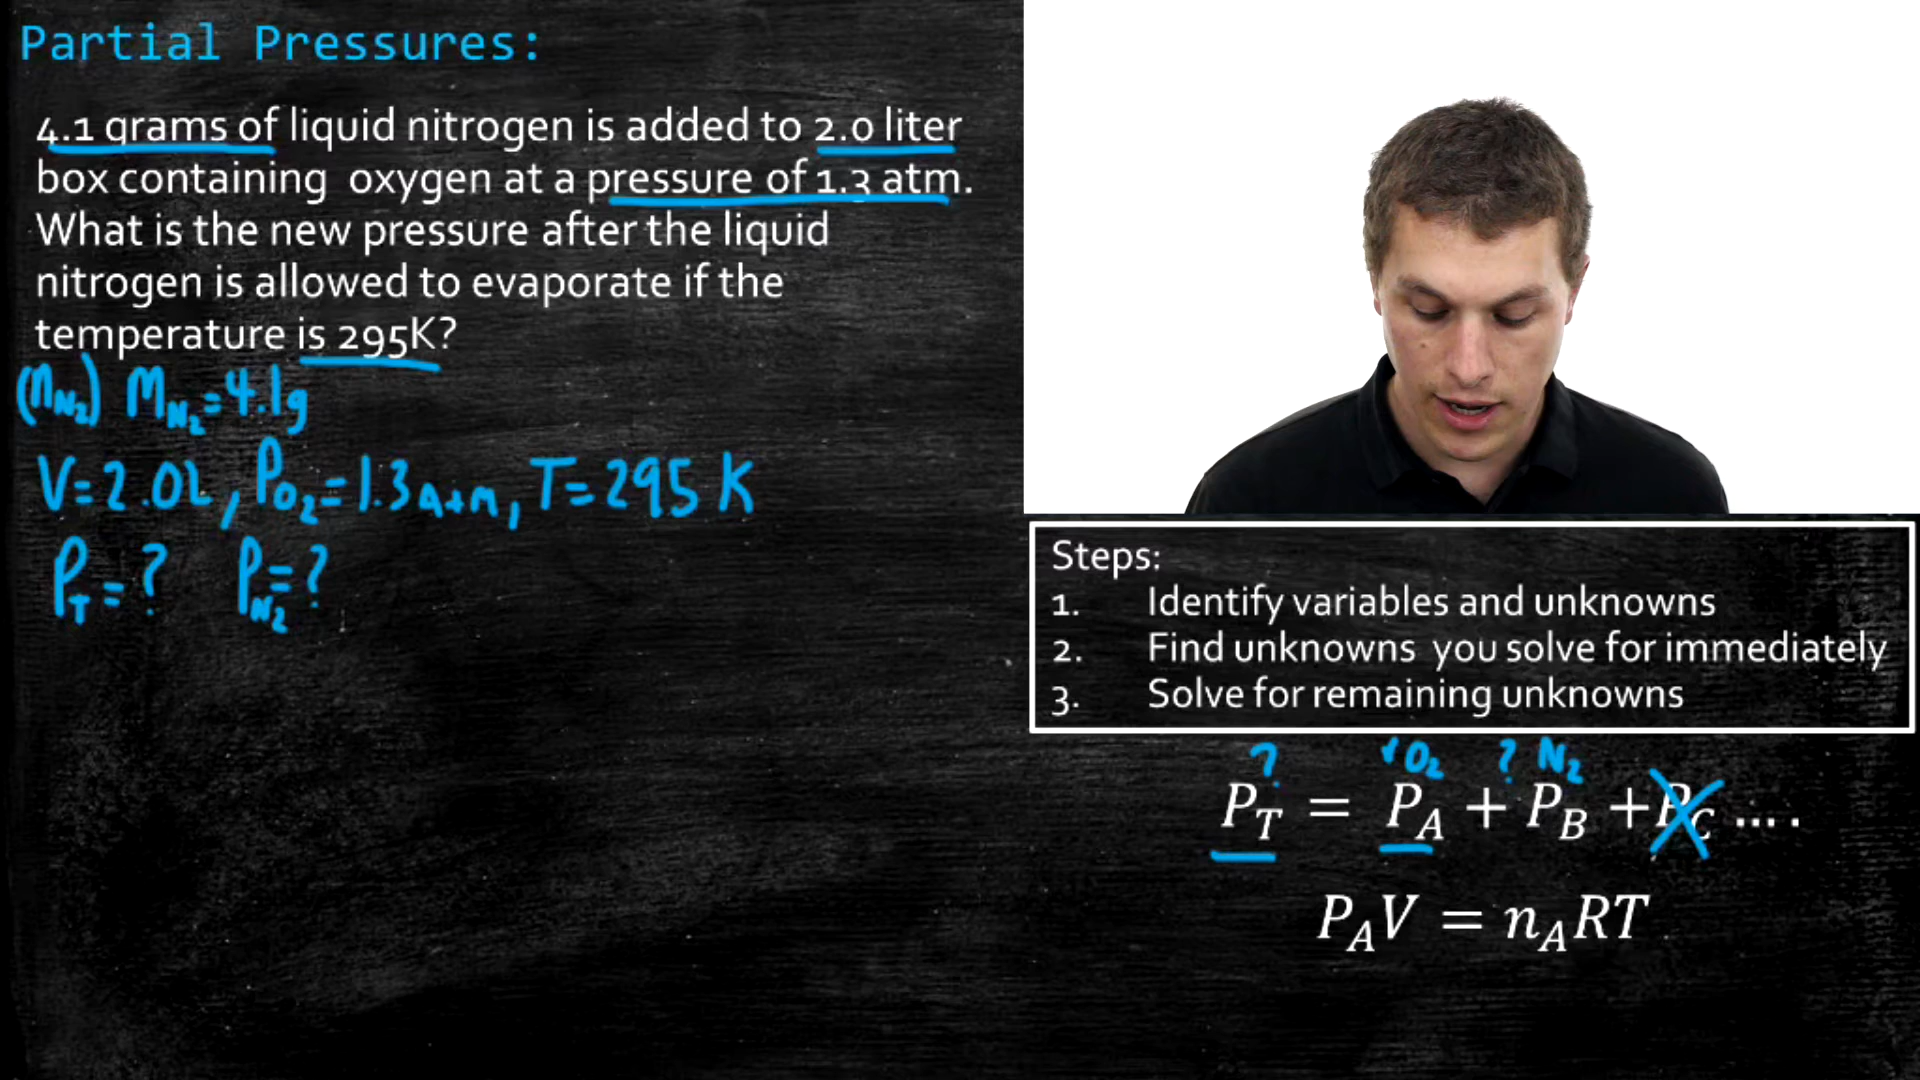 Partial Pressures:
4.1 grams of liquid nitrogen is added to 2.0 liter
box containing oxygen at a pressure of 1.3 atm.
What is the new pressure after the liquid
nitrogen is allowed to evaporate if the
temperature is 295K?
(n_N₂) m_N₂=4.1g
V=2.0L, P_O₂=1.3atm, T=295 K
P_T=? P_N₂=?
Steps:
1. Identify variables and unknowns
2. Find unknowns you solve for immediately
3. Solve for remaining unknowns
? ✓O₂ ? N₂
P_T = P_A + P_B + P_C ....
P_A V = n_A RT